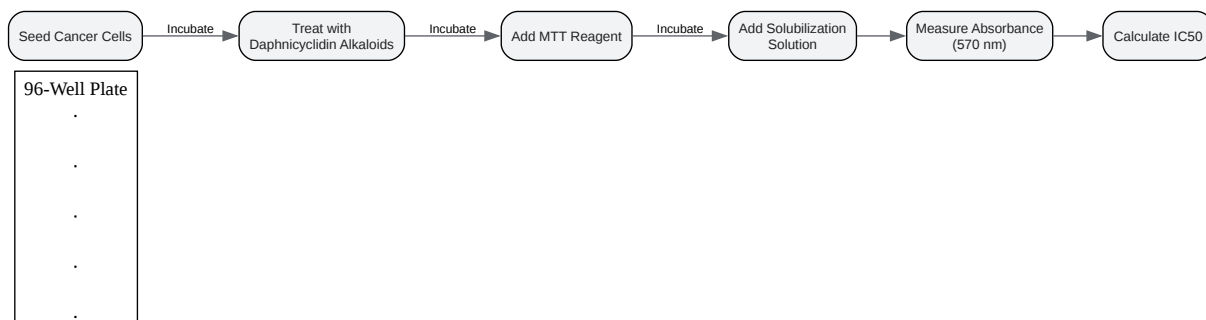 Seed Cancer Cells
Incubate
Treat with
Daphnicyclidin Alkaloids
Incubate
Add MTT Reagent
Incubate
Add Solubilization
Solution
Measure Absorbance
(570 nm)
Calculate IC50
96-Well Plate
.
.
.
.
.